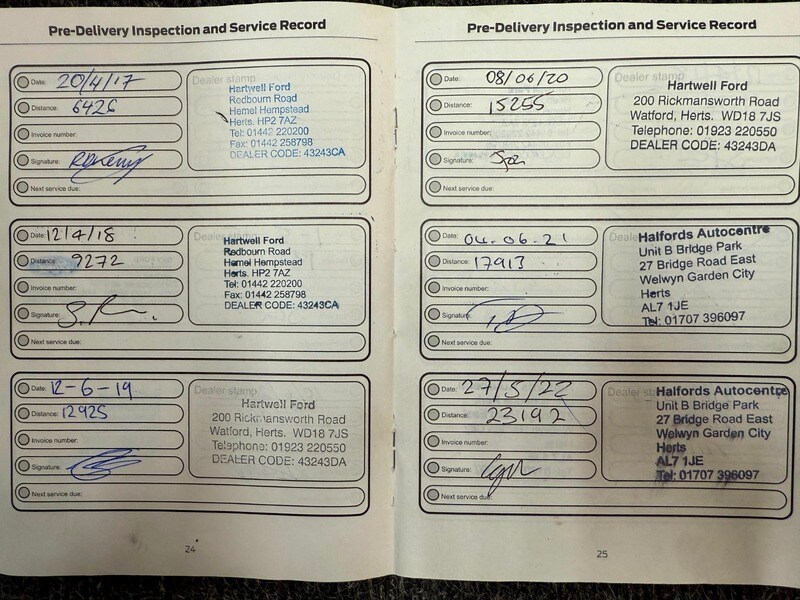 Pre-Delivery Inspection and Service Record
Date: 20/4/17
Distance: 6426
Invoice number:
Signature:
Next service due:
Dealer stamp
Hartwell Ford
Redbourn Road
Hemel Hempstead
Herts. HP2 7AZ
Tel: 01442 220200
Fax: 01442 258798
DEALER CODE: 43243CA
Date: 12/4/18
Distance: 9272
Invoice number:
Signature:
Next service due:
Dealer stamp
Hartwell Ford
Redbourn Road
Hemel Hempstead
Herts. HP2 7AZ
Tel: 01442 220200
Fax: 01442 258798
DEALER CODE: 43243CA
Date: 12-6-19
Distance: 12925
Invoice number:
Signature:
Next service due:
Dealer stamp
Hartwell Ford
200 Rickmansworth Road
Watford, Herts. WD18 7JS
Telephone: 01923 220550
DEALER CODE: 43243DA
24
Pre-Delivery Inspection and Service Record
Date: 08/06/20
Distance: 15255
Invoice number:
Signature:
Next service due:
Dealer stamp
Hartwell Ford
200 Rickmansworth Road
Watford, Herts. WD18 7JS
Telephone: 01923 220550
DEALER CODE: 43243DA
Date: 04.06.21
Distance: 17913
Invoice number:
Signature:
Next service due:
Dealer stamp
Halfords Autocentre
Unit B Bridge Park
27 Bridge Road East
Welwyn Garden City
Herts
AL7 1JE
Tel: 01707 396097
Date: 27/5/22
Distance: 23192
Invoice number:
Signature:
Next service due:
Dealer stamp
Halfords Autocentre
Unit B Bridge Park
27 Bridge Road East
Welwyn Garden City
Herts
AL7 1JE
Tel: 01707 396097
25